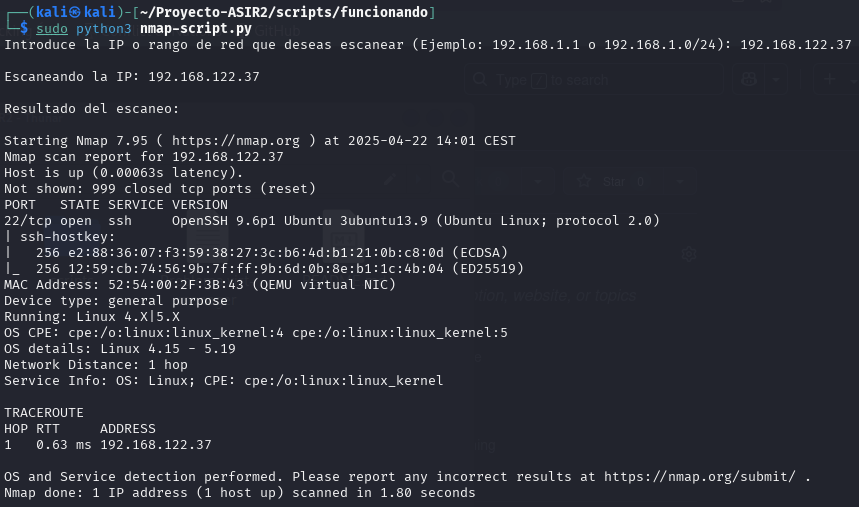 ┌──(kali㉿kali)-[~/Proyecto-ASIR2/scripts/funcionando]
└─$ sudo python3 nmap-script.py
Introduce la IP o rango de red que deseas escanear (Ejemplo: 192.168.1.1 o 192.168.1.0/24): 192.168.122.37
Type / to search
Escaneando la IP: 192.168.122.37
Resultado del escaneo:
Starting Nmap 7.95 ( https://nmap.org ) at 2025-04-22 14:01 CEST
Nmap scan report for 192.168.122.37
Host is up (0.00063s latency).
Star 0
Not shown: 999 closed tcp ports (reset)
PORT   STATE SERVICE VERSION
22/tcp open  ssh     OpenSSH 9.6p1 Ubuntu 3ubuntu13.9 (Ubuntu Linux; protocol 2.0)
| ssh-hostkey:
|   256 e2:88:36:07:f3:59:38:27:3c:b6:4d:b1:21:0b:c8:0d (ECDSA)
|_  256 12:59:cb:74:56:9b:7f:ff:9b:6d:0b:8e:b1:1c:4b:04 (ED25519)
MAC Address: 52:54:00:2F:3B:43 (QEMU virtual NIC)
Device type: general purpose
website, or topics
Running: Linux 4.X|5.X
OS CPE: cpe:/o:linux:linux_kernel:4 cpe:/o:linux:linux_kernel:5
OS details: Linux 4.15 - 5.19
Network Distance: 1 hop
Service Info: OS: Linux; CPE: cpe:/o:linux:linux_kernel
TRACEROUTE
HOP RTT     ADDRESS
1   0.63 ms 192.168.122.37
OS and Service detection performed. Please report any incorrect results at https://nmap.org/submit/ .
Nmap done: 1 IP address (1 host up) scanned in 1.80 seconds